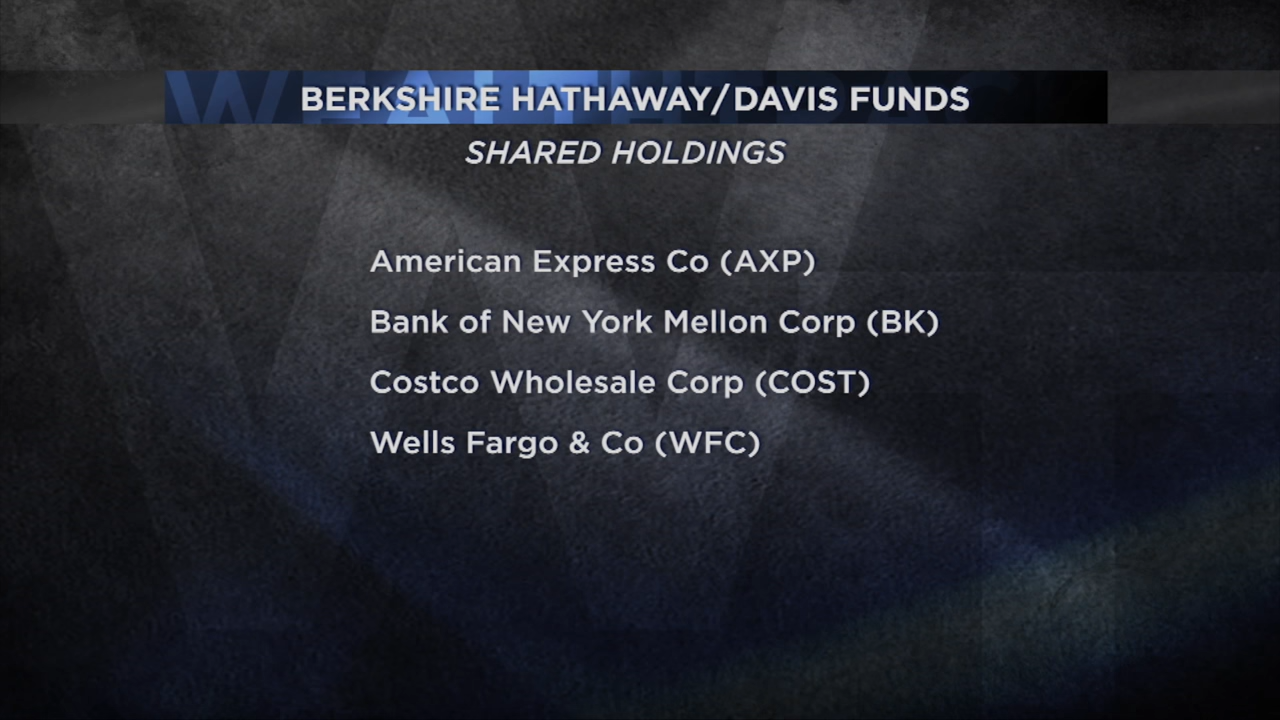 WEALTHTRACK
BERKSHIRE HATHAWAY/DAVIS FUNDS
SHARED HOLDINGS
American Express Co (AXP)
Bank of New York Mellon Corp (BK)
Costco Wholesale Corp (COST)
Wells Fargo & Co (WFC)